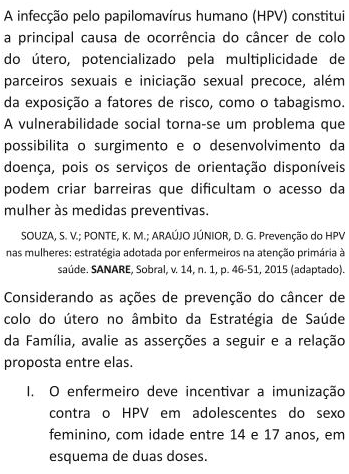 A infecção pelo papilomavírus humano (HPV) constitui
a principal causa de ocorrência do câncer de colo
do útero, potencializado pela multiplicidade de
parceiros sexuais e iniciação sexual precoce, além
da exposição a fatores de risco, como o tabagismo.
A vulnerabilidade social torna-se um problema que
possibilita o surgimento e o desenvolvimento da
doença, pois os serviços de orientação disponíveis
podem criar barreiras que dificultam o acesso da
mulher às medidas preventivas.
SOUZA, S. V.; PONTE, K. M.; ARAÚJO JÚNIOR, D. G. Prevenção do HPV
nas mulheres: estratégia adotada por enfermeiros na atenção primária à
saúde. SANARE, Sobral, v. 14, n. 1, p. 46-51, 2015 (adaptado).
Considerando as ações de prevenção do câncer de
colo do útero no âmbito da Estratégia de Saúde
da Família, avalie as asserções a seguir e a relação
proposta entre elas.
I. O enfermeiro deve incentivar a imunização
contra o HPV em adolescentes do sexo
feminino, com idade entre 14 e 17 anos, em
esquema de duas doses.